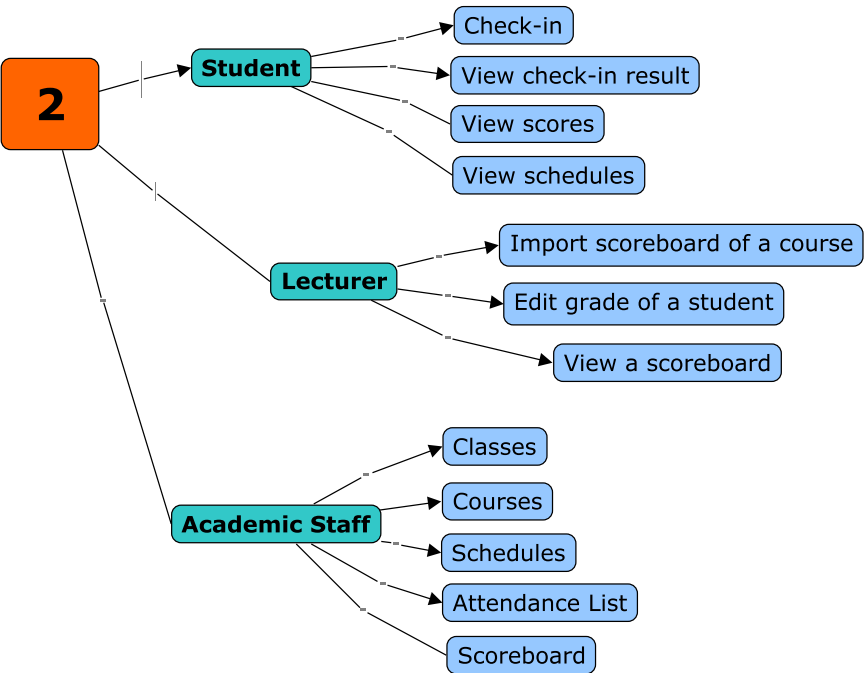 2
Student
Check-in
View check-in result
View scores
View schedules
Lecturer
Import scoreboard of a course
Edit grade of a student
View a scoreboard
Academic Staff
Classes
Courses
Schedules
Attendance List
Scoreboard